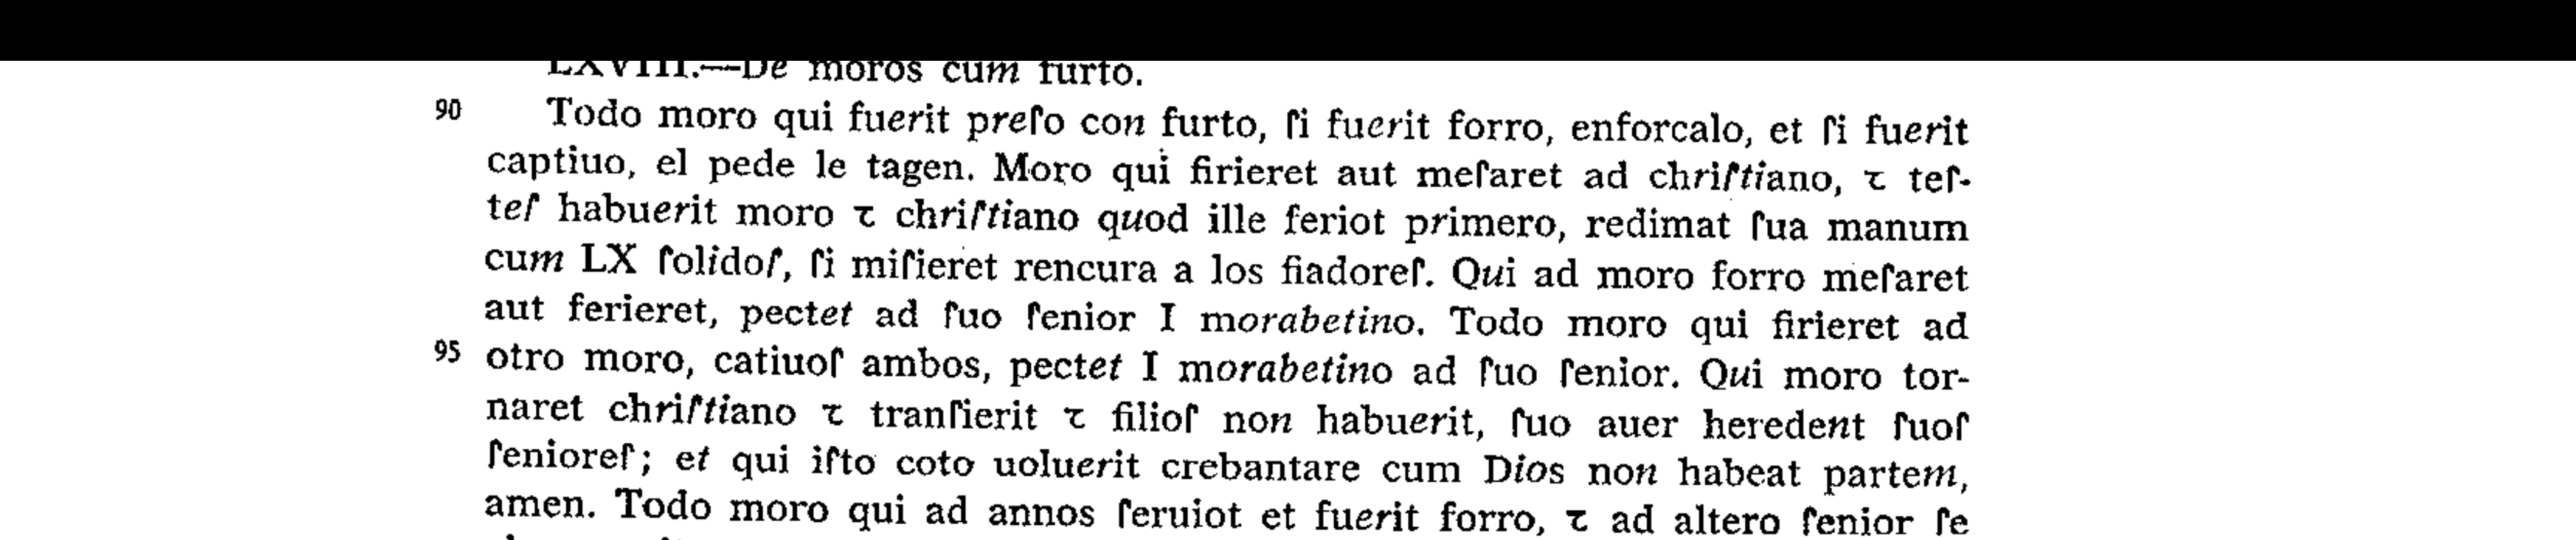 LXVIII.—De moros cum furto.
90 Todo moro qui fuerit preſo con furto, ſi fuerit forro, enforcalo, et ſi fuerit
captiuo, el pede le tagen. Moro qui firieret aut meſaret ad chriſtiano, τ teſ-
teſ habuerit moro τ chriſtiano quod ille feriot primero, redimat ſua manum
cum LX ſolidoſ, ſi miſieret rencura a los fiadoreſ. Qui ad moro forro meſaret
aut ferieret, pectet ad ſuo ſenior I morabetino. Todo moro qui firieret ad
95 otro moro, catiuoſ ambos, pectet I morabetino ad ſuo ſenior. Qui moro tor-
naret chriſtiano τ tranſierit τ filioſ non habuerit, ſuo auer heredent ſuoſ
ſenioreſ; et qui iſto coto uoluerit crebantare cum Dios non habeat partem,
amen. Todo moro qui ad annos ſeruiot et fuerit forro, τ ad altero ſenior ſe